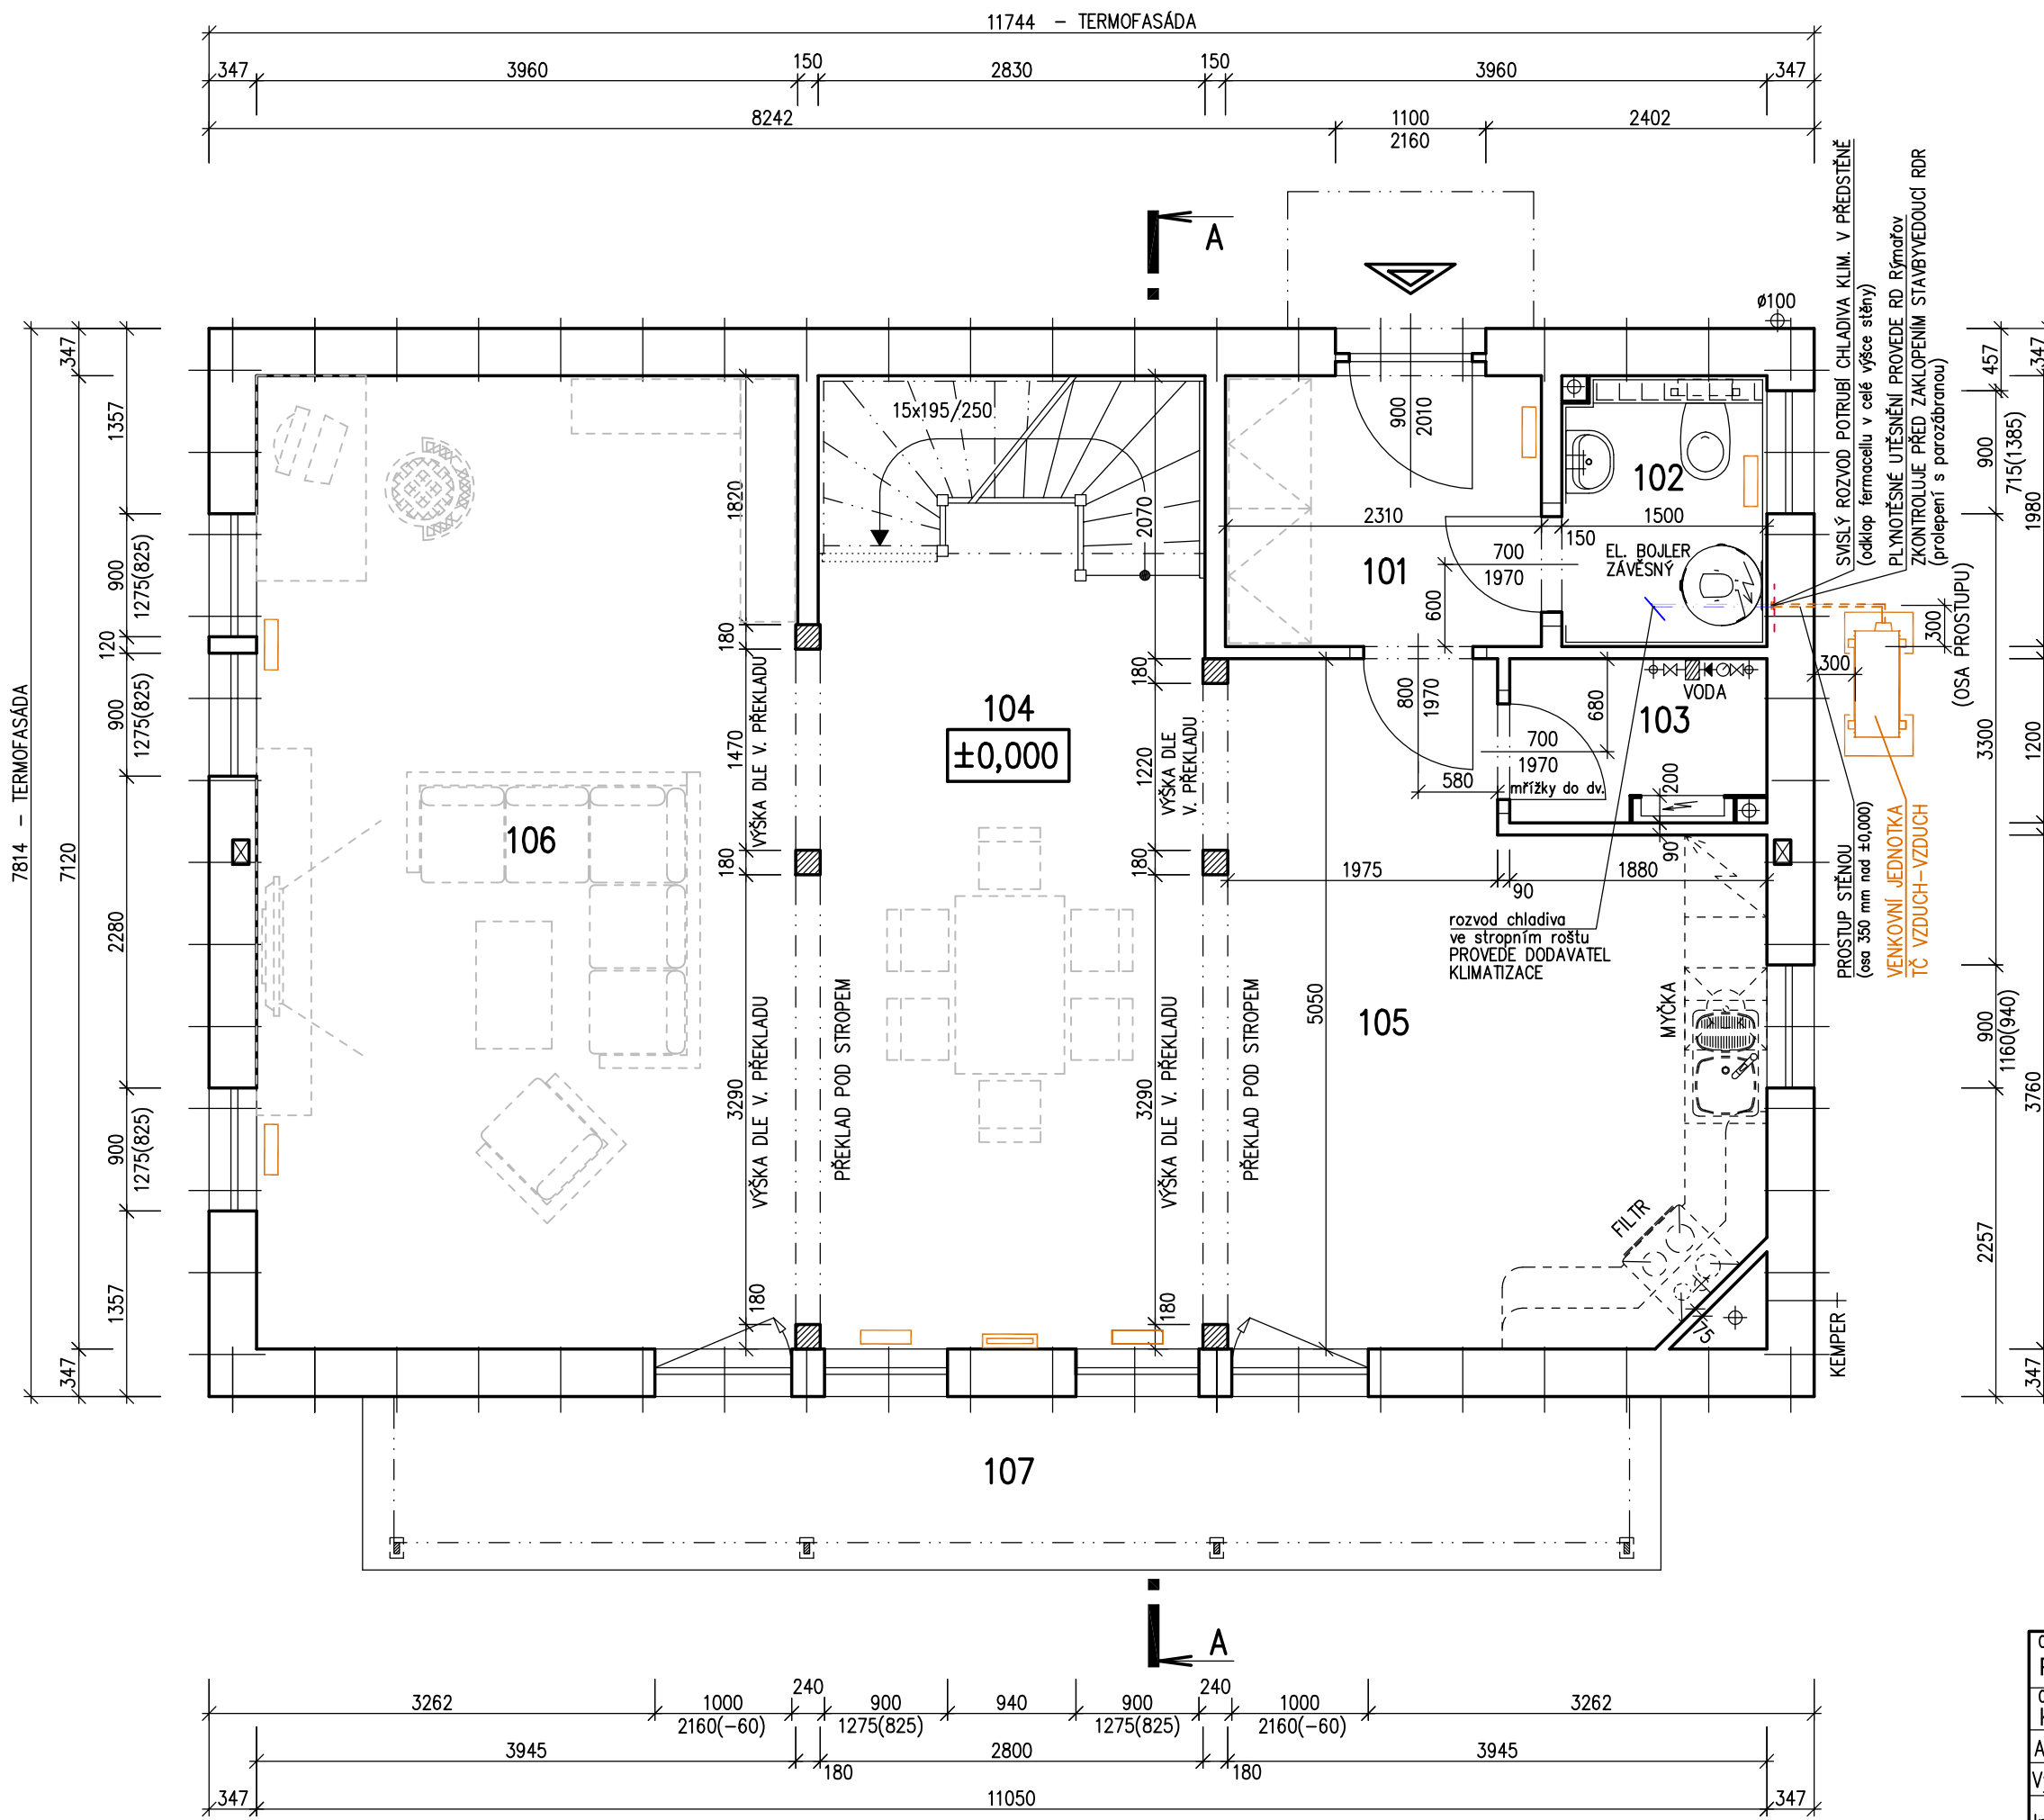 11744 - TERMOFASÁDA
347 3960 150 2830 150 3960 347
8242 1100 2402
2160
A
SVISLÝ ROZVOD POTRUBÍ CHLADIVA KLIM. V PŘEDSTĚNĚ
(odklop fermacellu v celé výšce stěny)
PLYNOTĚSNÉ UTĚSNĚNÍ PROVEDE RD Rýmařov
ZKONTROLUJE PŘED ZAKLOPENÍM STAVBYVEDOUCÍ RDR
(prolepení s parozábranou)
ø100
7814 - TERMOFASÁDA
7120
347
1357
900
1275(825)
120
900
1275(825)
2280
900
1275(825)
1357
347
15x195/250
1820
2070
900
2010
102
2310
150
1500
EL. BOJLER
ZÁVĚSNÝ
101
700
1970
600
180
VÝŠKA DLE V. PŘEKLADU
1470
180
104
±0,000
180
1220
VÝŠKA DLE
V. PŘEKLADU
180
800
1970
VODA
103
680
700
1970
580
mřížky do dv.
200
90
106
1975
90
1880
rozvod chladiva
ve stropním roštu
PROVEDE DODAVATEL
KLIMATIZACE
5050
105
MYČKA
3290
VÝŠKA DLE V. PŘEKLADU
PŘEKLAD POD STROPEM
3290
VÝŠKA DLE V. PŘEKLADU
PŘEKLAD POD STROPEM
180
180
FILTR
75
KEMPER
457
347
900
715(1385)
1980
300
300
(OSA PROSTUPU)
3300
1200
PROSTUP STĚNOU
(osa 350 mm nad ±0,000)
VENKOVNÍ JEDNOTKA
TČ VZDUCH-VZDUCH
900
1160(940)
3760
2257
347
107
A
3262 1000 240 900 940 900 240 1000 3262
2160(-60) 1275(825) 1275(825) 2160(-60)
3945 2800 3945
180 180
347 11050 347